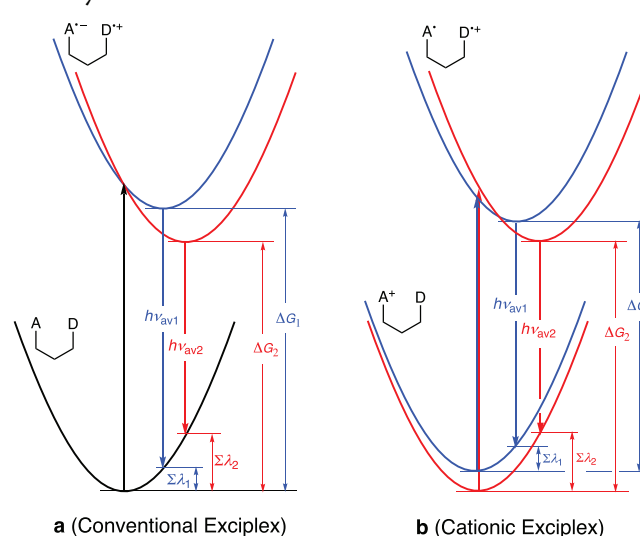 A•− D•+
A• D•+
A D
A+ D
hνav1
hνav2
ΔG1
ΔG2
Σλ1
Σλ2
hνav1
hνav2
ΔG2
Σλ1
Σλ2
a (Conventional Exciplex)
b (Cationic Exciplex)